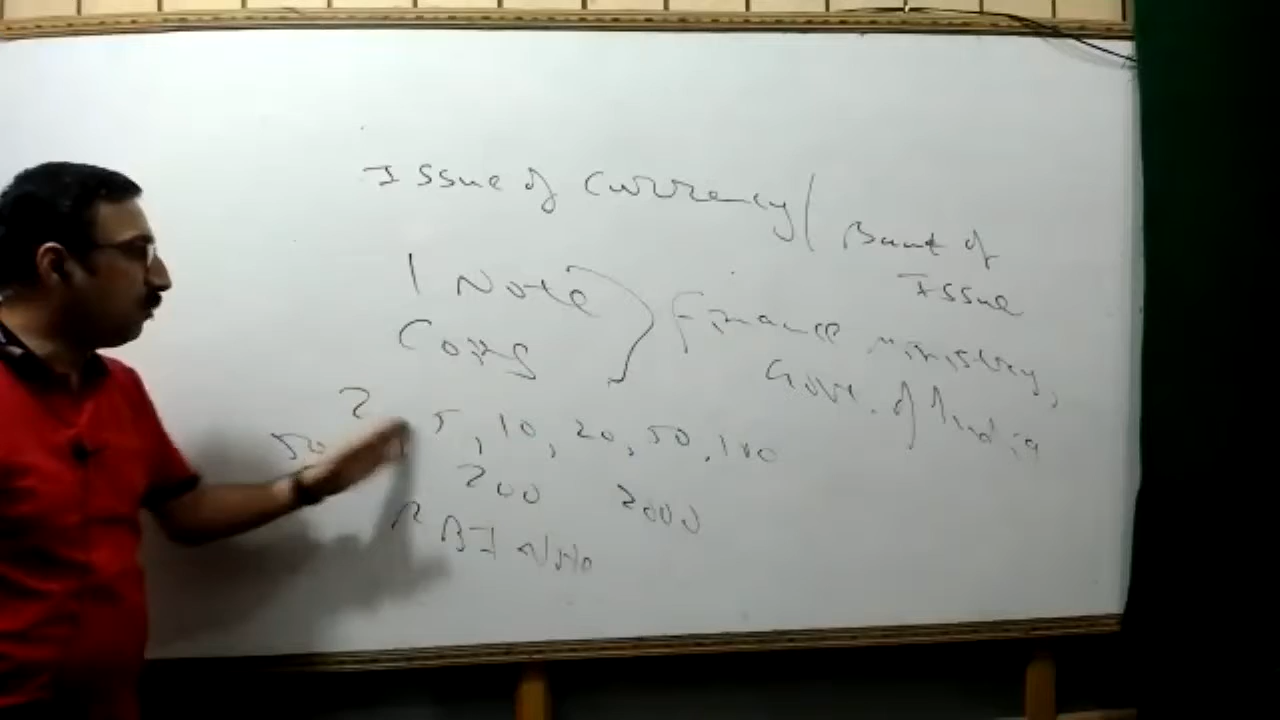 Issue of Currency / Bank of
Issue
1 Note
Coins
Finance Ministry,
Govt. of India
2 5, 10, 20, 50, 100
50
200 2000
RBI